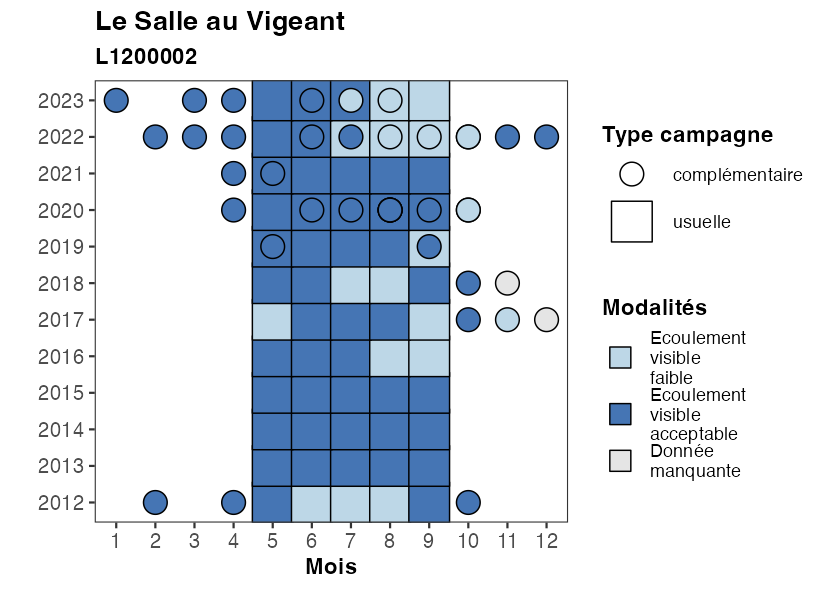 Le Salle au Vigeant
L1200002
2023
2022
2021
2020
2019
2018
2017
2016
2015
2014
2013
2012
1 2 3 4 5 6 7 8 9 10 11 12
Mois
Type campagne
complémentaire
usuelle
Modalités
Ecoulement
visible
faible
Ecoulement
visible
acceptable
Donnée
manquante